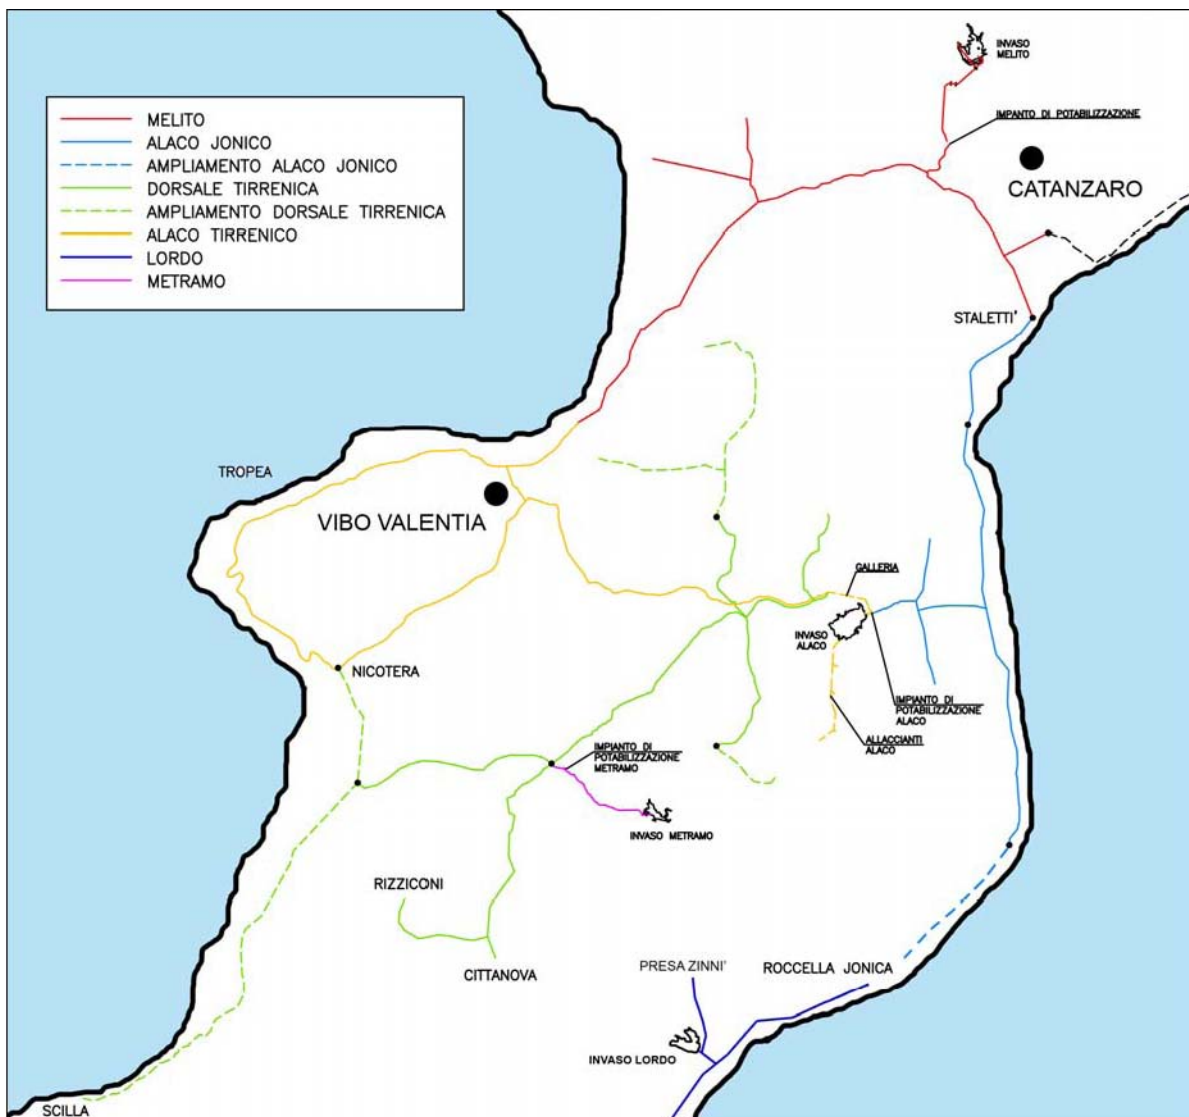 INVASO
MELITO
MELITO
ALACO JONICO
AMPLIAMENTO ALACO JONICO
DORSALE TIRRENICA
AMPLIAMENTO DORSALE TIRRENICA
ALACO TIRRENICO
LORDO
METRAMO
IMPANTO DI POTABILIZZAZIONE
CATANZARO
STALETTI'
TROPEA
VIBO VALENTIA
GALLERIA
INVASO
ALACO
NICOTERA
IMPIANTO DI
POTABILIZZAZIONE
ALACO
ALLACCIANTI
ALACO
IMPIANTO DI
POTABILIZZAZIONE
METRAMO
INVASO METRAMO
RIZZICONI
CITTANOVA
PRESA ZINNI'
ROCCELLA JONICA
INVASO LORDO
SCILLA